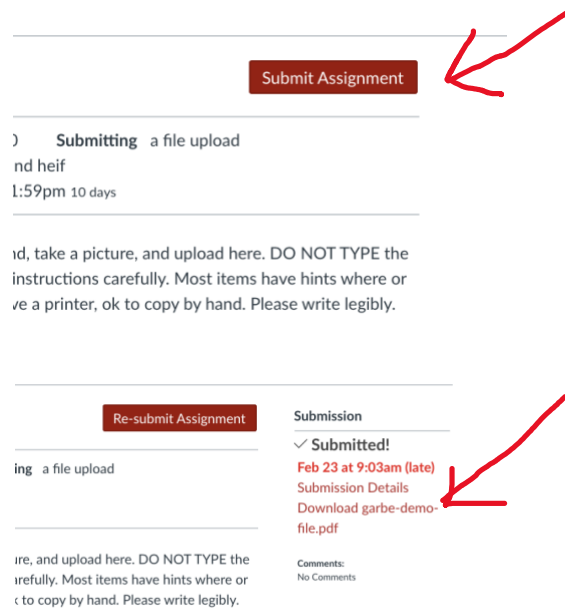 Submit Assignment
Submitting a file upload
nd heif
1:59pm 10 days
nd, take a picture, and upload here. DO NOT TYPE the
instructions carefully. Most items have hints where or
ve a printer, ok to copy by hand. Please write legibly.
Re-submit Assignment
ing a file upload
ure, and upload here. DO NOT TYPE the
refully. Most items have hints where or
to copy by hand. Please write legibly.
Submission
Submitted!
Feb 23 at 9:03am (late)
Submission Details
Download garbe-demo-
file.pdf
Comments:
No Comments